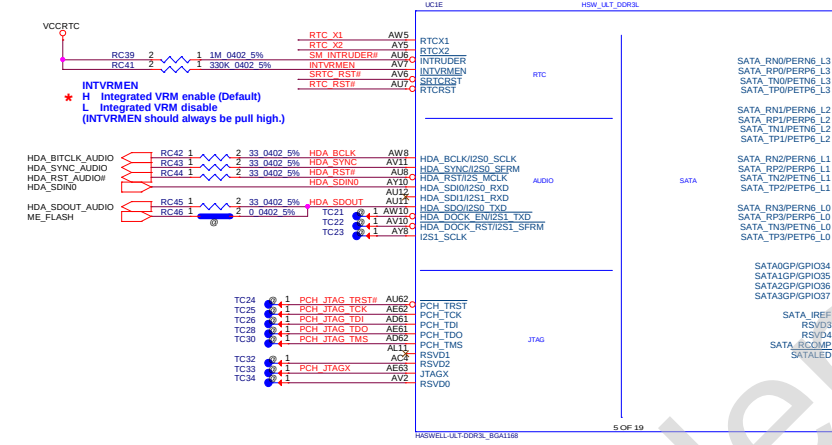 UC1E HSW_ULT_DDR3L
VCCRTC
RTC_X1 AW5 RTCX1
RTC_X2 AY5 RTCX2
RC39 2 1 1M_0402_5% SM_INTRUDER# AU6 INTRUDER SATA_RN0/PERN6_L3
RC41 2 1 330K_0402_5% INTVRMEN AV7 INTVRMEN RTC SATA_RP0/PERP6_L3
SRTC_RST# AV6 SRTCRST SATA_TN0/PETN6_L3
RTC_RST# AU7 RTCRST SATA_TP0/PETP6_L3
INTVRMEN
* H Integrated VRM enable (Default)
L Integrated VRM disable
(INTVRMEN should always be pull high.)
SATA_RN1/PERN6_L2
SATA_RP1/PERP6_L2
SATA_TN1/PETN6_L2
SATA_TP1/PETP6_L2
HDA_BITCLK_AUDIO RC42 1 2 33_0402_5% HDA_BCLK AW8 HDA_BCLK/I2S0_SCLK SATA_RN2/PERN6_L1
HDA_SYNC_AUDIO RC43 1 2 33_0402_5% HDA_SYNC AV11 HDA_SYNC/I2S0_SFRM SATA_RP2/PERP6_L1
HDA_RST_AUDIO# RC44 1 2 33_0402_5% HDA_RST# AU8 HDA_RST/I2S_MCLK AUDIO SATA SATA_TN2/PETN6_L1
HDA_SDIN0 HDA_SDIN0 AY10 HDA_SDI0/I2S0_RXD SATA_TP2/PETP6_L1
AU12 HDA_SDI1/I2S1_RXD
HDA_SDOUT_AUDIO RC45 1 2 33_0402_5% HDA_SDOUT AU11 HDA_SDO/I2S0_TXD SATA_RN3/PERN6_L0
ME_FLASH RC46 1 2 0_0402_5% @ TC21 @ 1 AW10 HDA_DOCK_EN/I2S1_TXD SATA_RP3/PERP6_L0
TC22 @ 1 AV10 HDA_DOCK_RST/I2S1_SFRM SATA_TN3/PETN6_L0
TC23 @ 1 AY8 I2S1_SCLK SATA_TP3/PETP6_L0
SATA0GP/GPIO34
SATA1GP/GPIO35
SATA2GP/GPIO36
SATA3GP/GPIO37
TC24 @ 1 PCH_JTAG_TRST# AU62 PCH_TRST
TC25 @ 1 PCH_JTAG_TCK AE62 PCH_TCK SATA_IREF
TC26 @ 1 PCH_JTAG_TDI AD61 PCH_TDI RSVD3
TC28 @ 1 PCH_JTAG_TDO AE61 PCH_TDO JTAG RSVD4
TC30 @ 1 PCH_JTAG_TMS AD62 PCH_TMS SATA_RCOMP
AL11 RSVD1 SATALED
TC32 @ 1 AC4 RSVD2
TC33 @ 1 PCH_JTAGX AE63 JTAGX
TC34 @ 1 AV2 RSVD0
5 OF 19
HASWELL-ULT-DDR3L_BGA1168